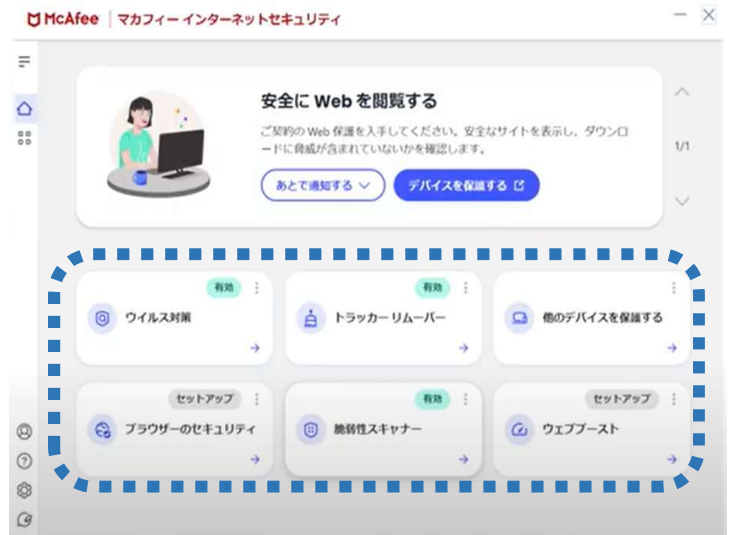 McAfee マカフィー インターネットセキュリティ
安全に Web を閲覧する
ご契約の Web 保護を入手してください。安全なサイトを表示し、ダウンロ
ードに脅威が含まれていないかを確認します。
1/1
あとで通知する デバイスを保護する
有効
ウイルス対策
有効
トラッカー リムーバー
他のデバイスを保護する
セットアップ
ブラウザーのセキュリティ
有効
脆弱性スキャナー
セットアップ
ウェブブースト